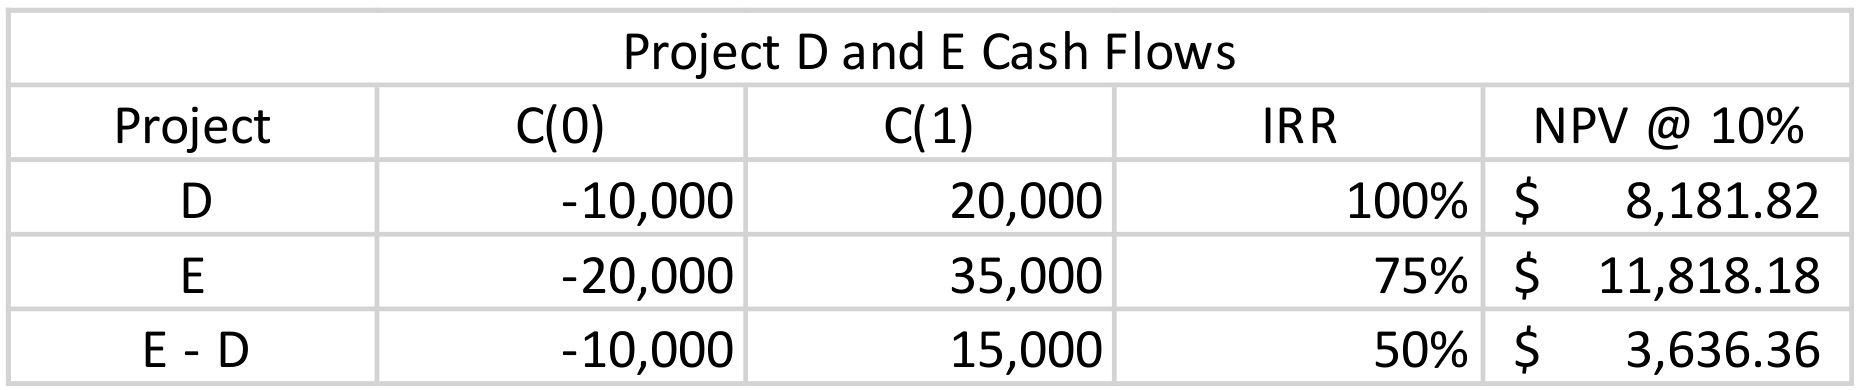 Project D and E Cash Flows
Project C(0) C(1) IRR NPV @ 10%
D -10,000 20,000 100% $ 8,181.82
E -20,000 35,000 75% $ 11,818.18
E - D -10,000 15,000 50% $ 3,636.36